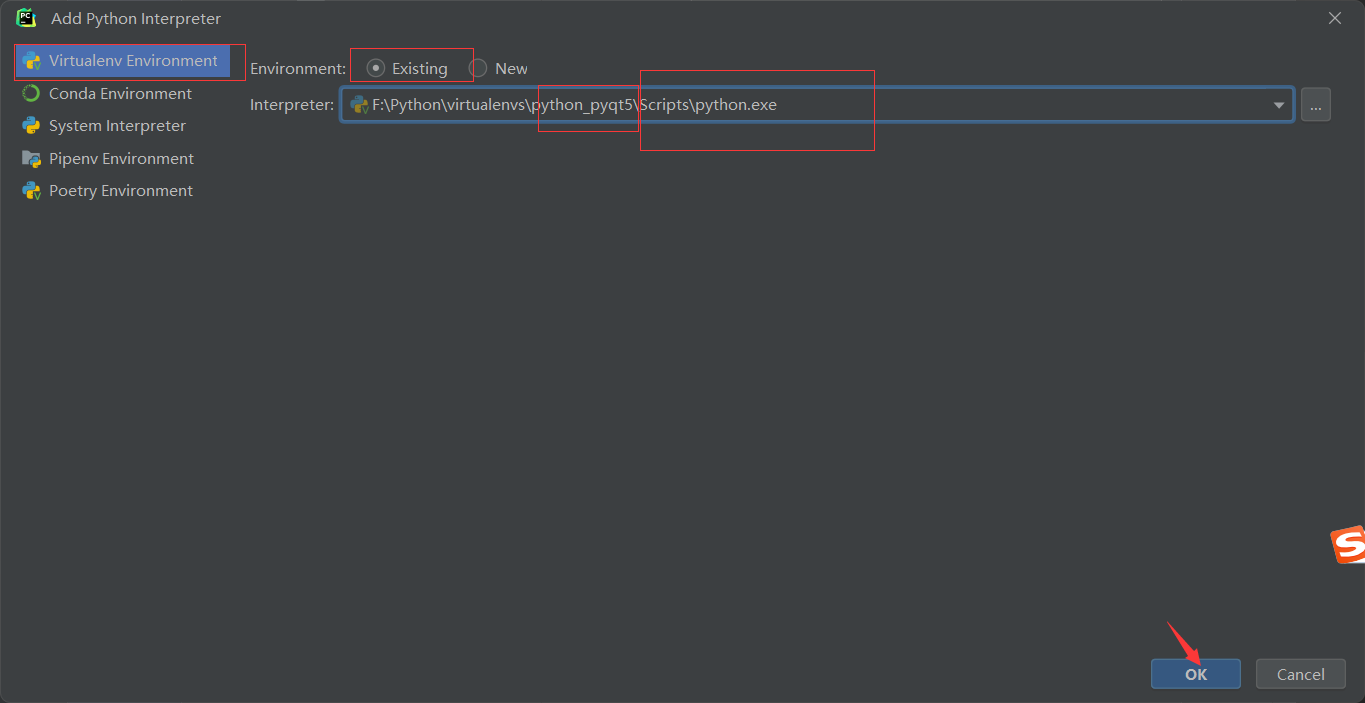 Add Python Interpreter
Virtualenv Environment
Conda Environment
System Interpreter
Pipenv Environment
Poetry Environment
Environment: Existing New
Interpreter: F:\Python\virtualenvs\python_pyqt5\Scripts\python.exe ...
OK Cancel